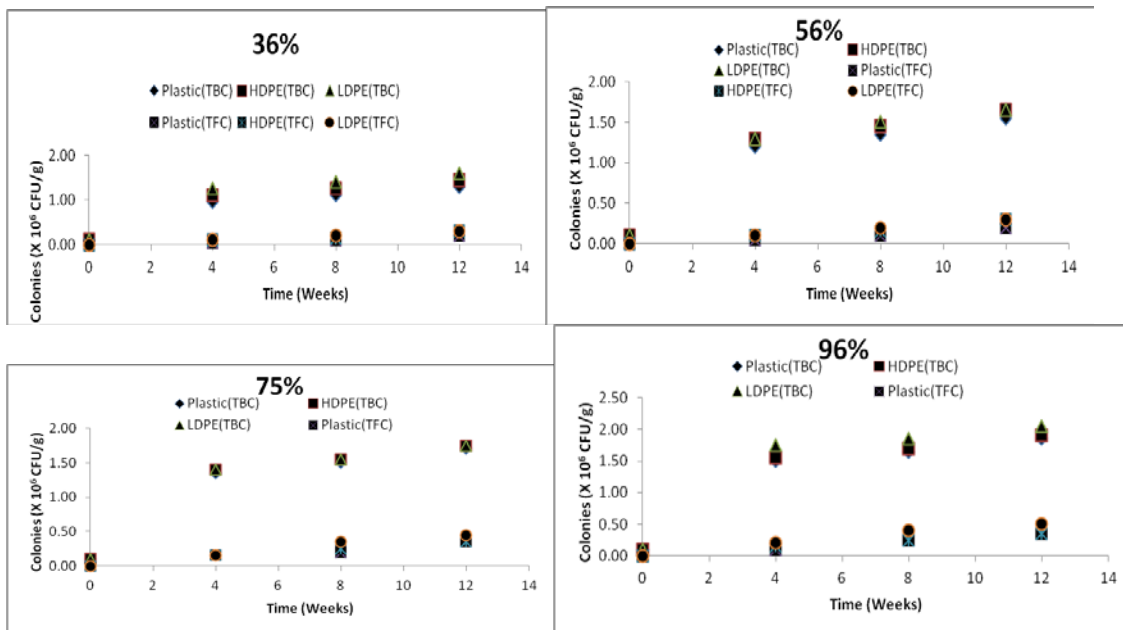 36%
Plastic(TBC) HDPE(TBC) LDPE(TBC)
Plastic(TFC) HDPE(TFC) LDPE(TFC)
Colonies (X 10⁶ CFU/g)
2.00
1.00
0.00
0 2 4 6 8 10 12 14
Time (Weeks)
56%
Plastic(TBC) HDPE(TBC)
LDPE(TBC) Plastic(TFC)
HDPE(TFC) LDPE(TFC)
Colonies (X 10⁶ CFU/g)
2.00
1.50
1.00
0.50
0.00
0 2 4 6 8 10 12 14
Time (Weeks)
75%
Plastic(TBC) HDPE(TBC)
LDPE(TBC) Plastic(TFC)
Colonies (X 10⁶ CFU/g)
2.00
1.50
1.00
0.50
0.00
0 2 4 6 8 10 12 14
Time (Weeks)
96%
Plastic(TBC) HDPE(TBC)
LDPE(TBC) Plastic(TFC)
Colonies (X 10⁶ CFU/g)
2.50
2.00
1.50
1.00
0.50
0.00
0 2 4 6 8 10 12 14
Time (Weeks)